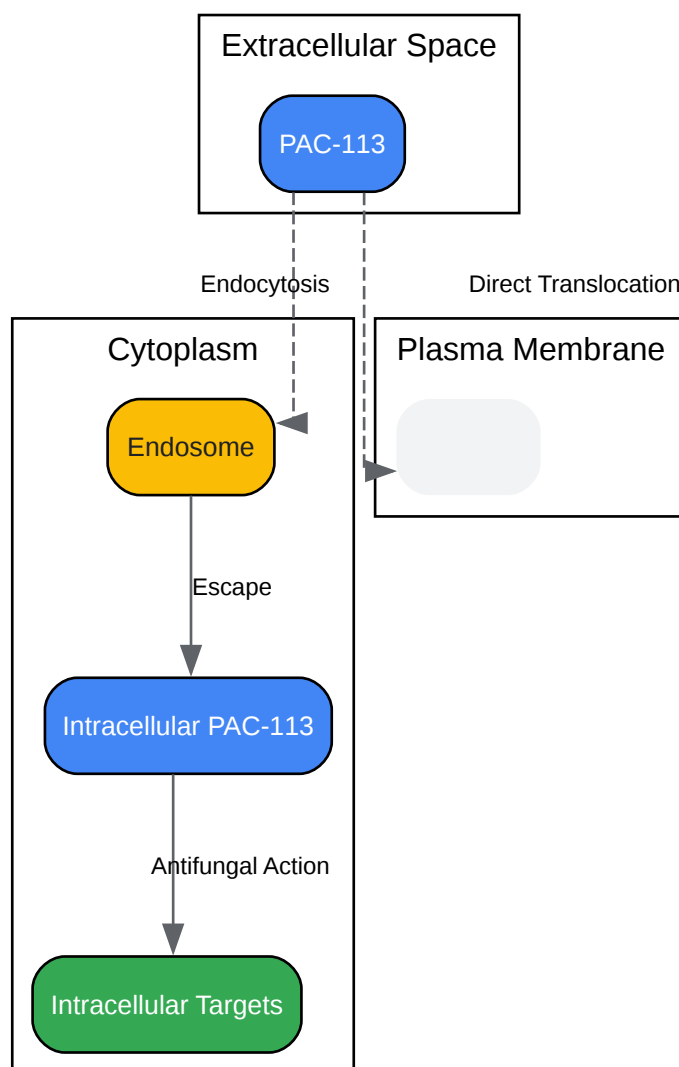 Extracellular Space
PAC-113
Endocytosis
Direct Translocation
Cytoplasm
Plasma Membrane
Endosome
Escape
Intracellular PAC-113
Antifungal Action
Intracellular Targets